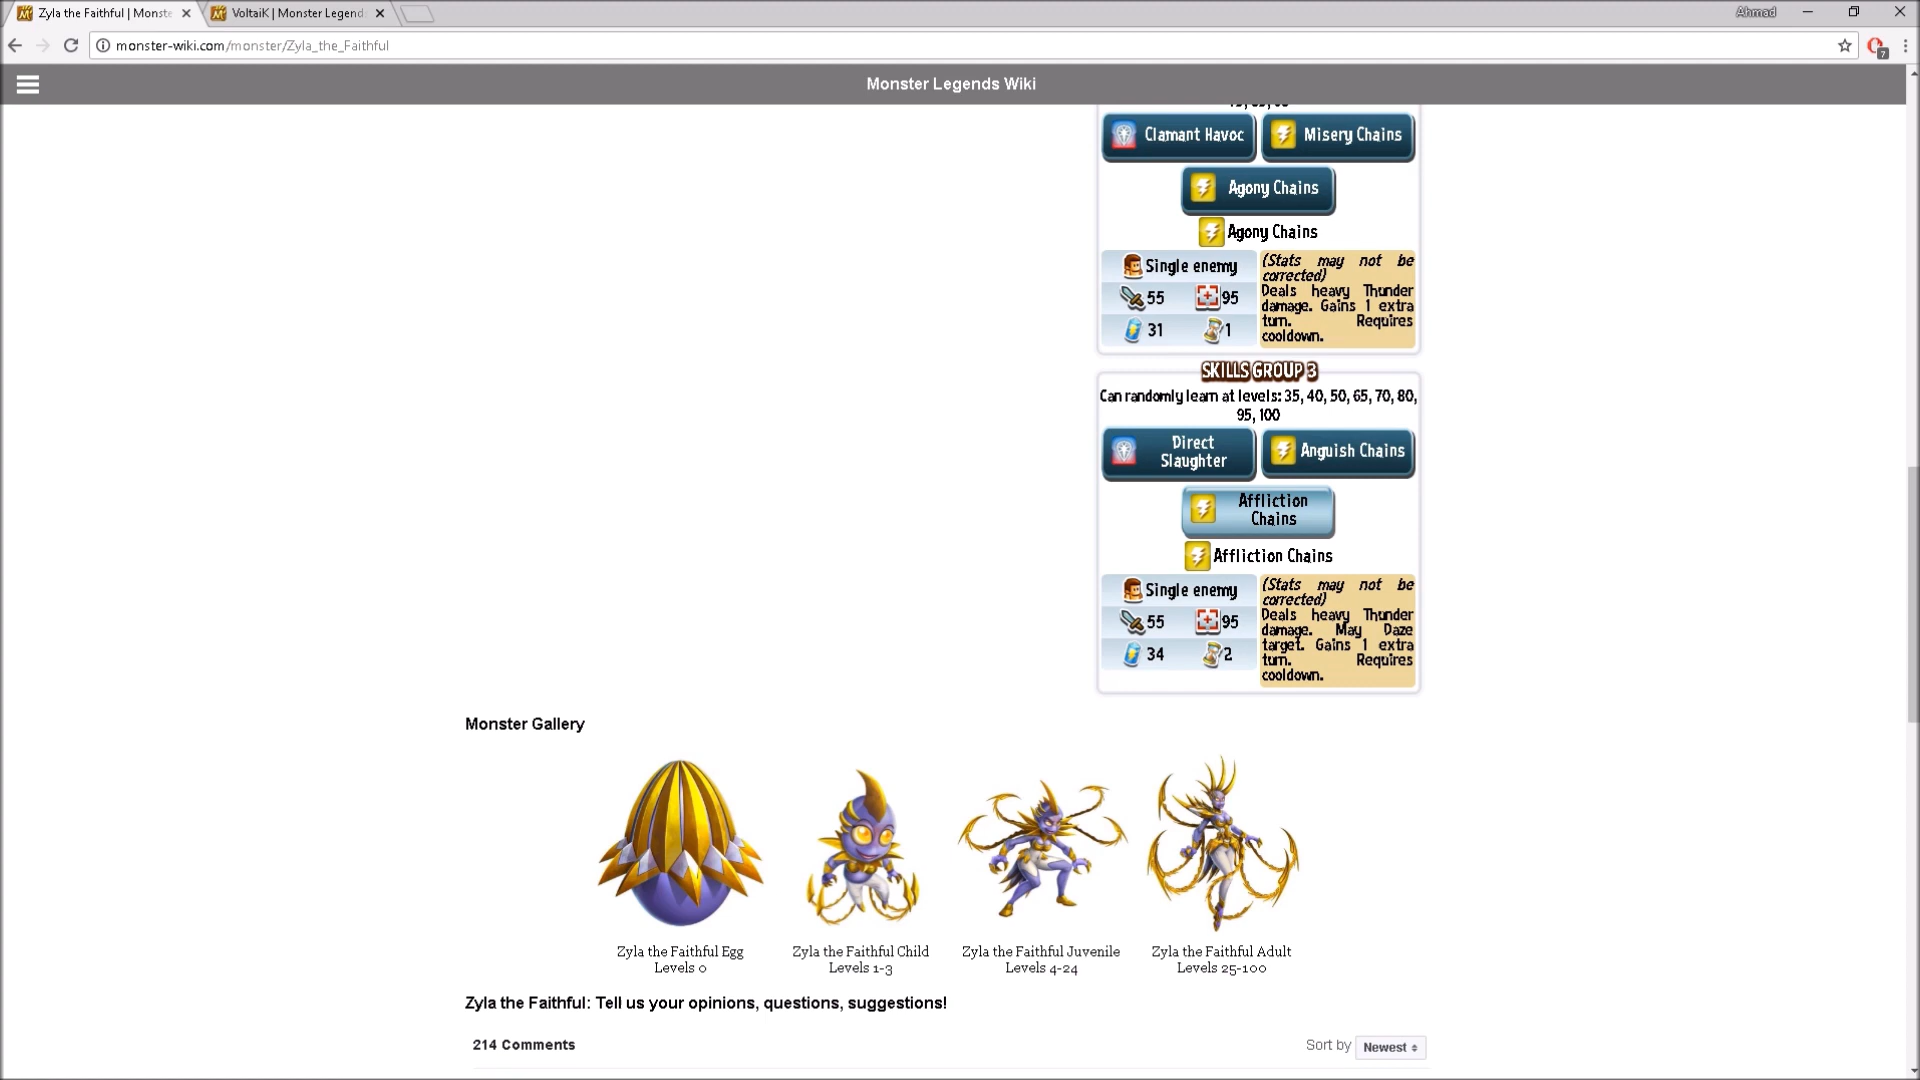 Zyla the Faithful | Monste
VoltaiK | Monster Legend
Ahmad
monster-wiki.com/monster/Zyla_the_Faithful
7
Monster Legends Wiki
Clamant Havoc
Misery Chains
Agony Chains
Agony Chains
Single enemy
55 95
31 1
(Stats may not be
corrected)
Deals heavy Thunder
damage. Gains 1 extra
turn. Requires
cooldown.
SKILLS GROUP 3
Can randomly learn at levels: 35, 40, 50, 65, 70, 80,
95, 100
Direct
Slaughter
Anguish Chains
Affliction
Chains
Affliction Chains
Single enemy
55 95
34 2
(Stats may not be
corrected)
Deals heavy Thunder
damage. May Daze
target. Gains 1 extra
turn. Requires
cooldown.
Monster Gallery
Zyla the Faithful Egg
Levels 0
Zyla the Faithful Child
Levels 1-3
Zyla the Faithful Juvenile
Levels 4-24
Zyla the Faithful Adult
Levels 25-100
Zyla the Faithful: Tell us your opinions, questions, suggestions!
214 Comments
Sort by Newest